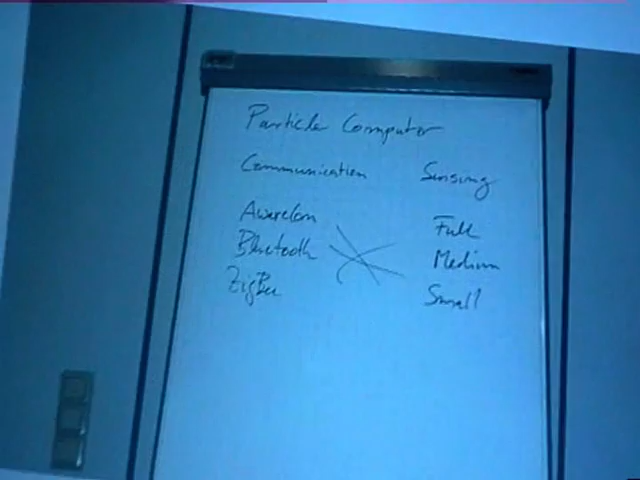 Particle Computer
Communication Sensing
AwareCon Full
Bluetooth Medium
ZigBee Small